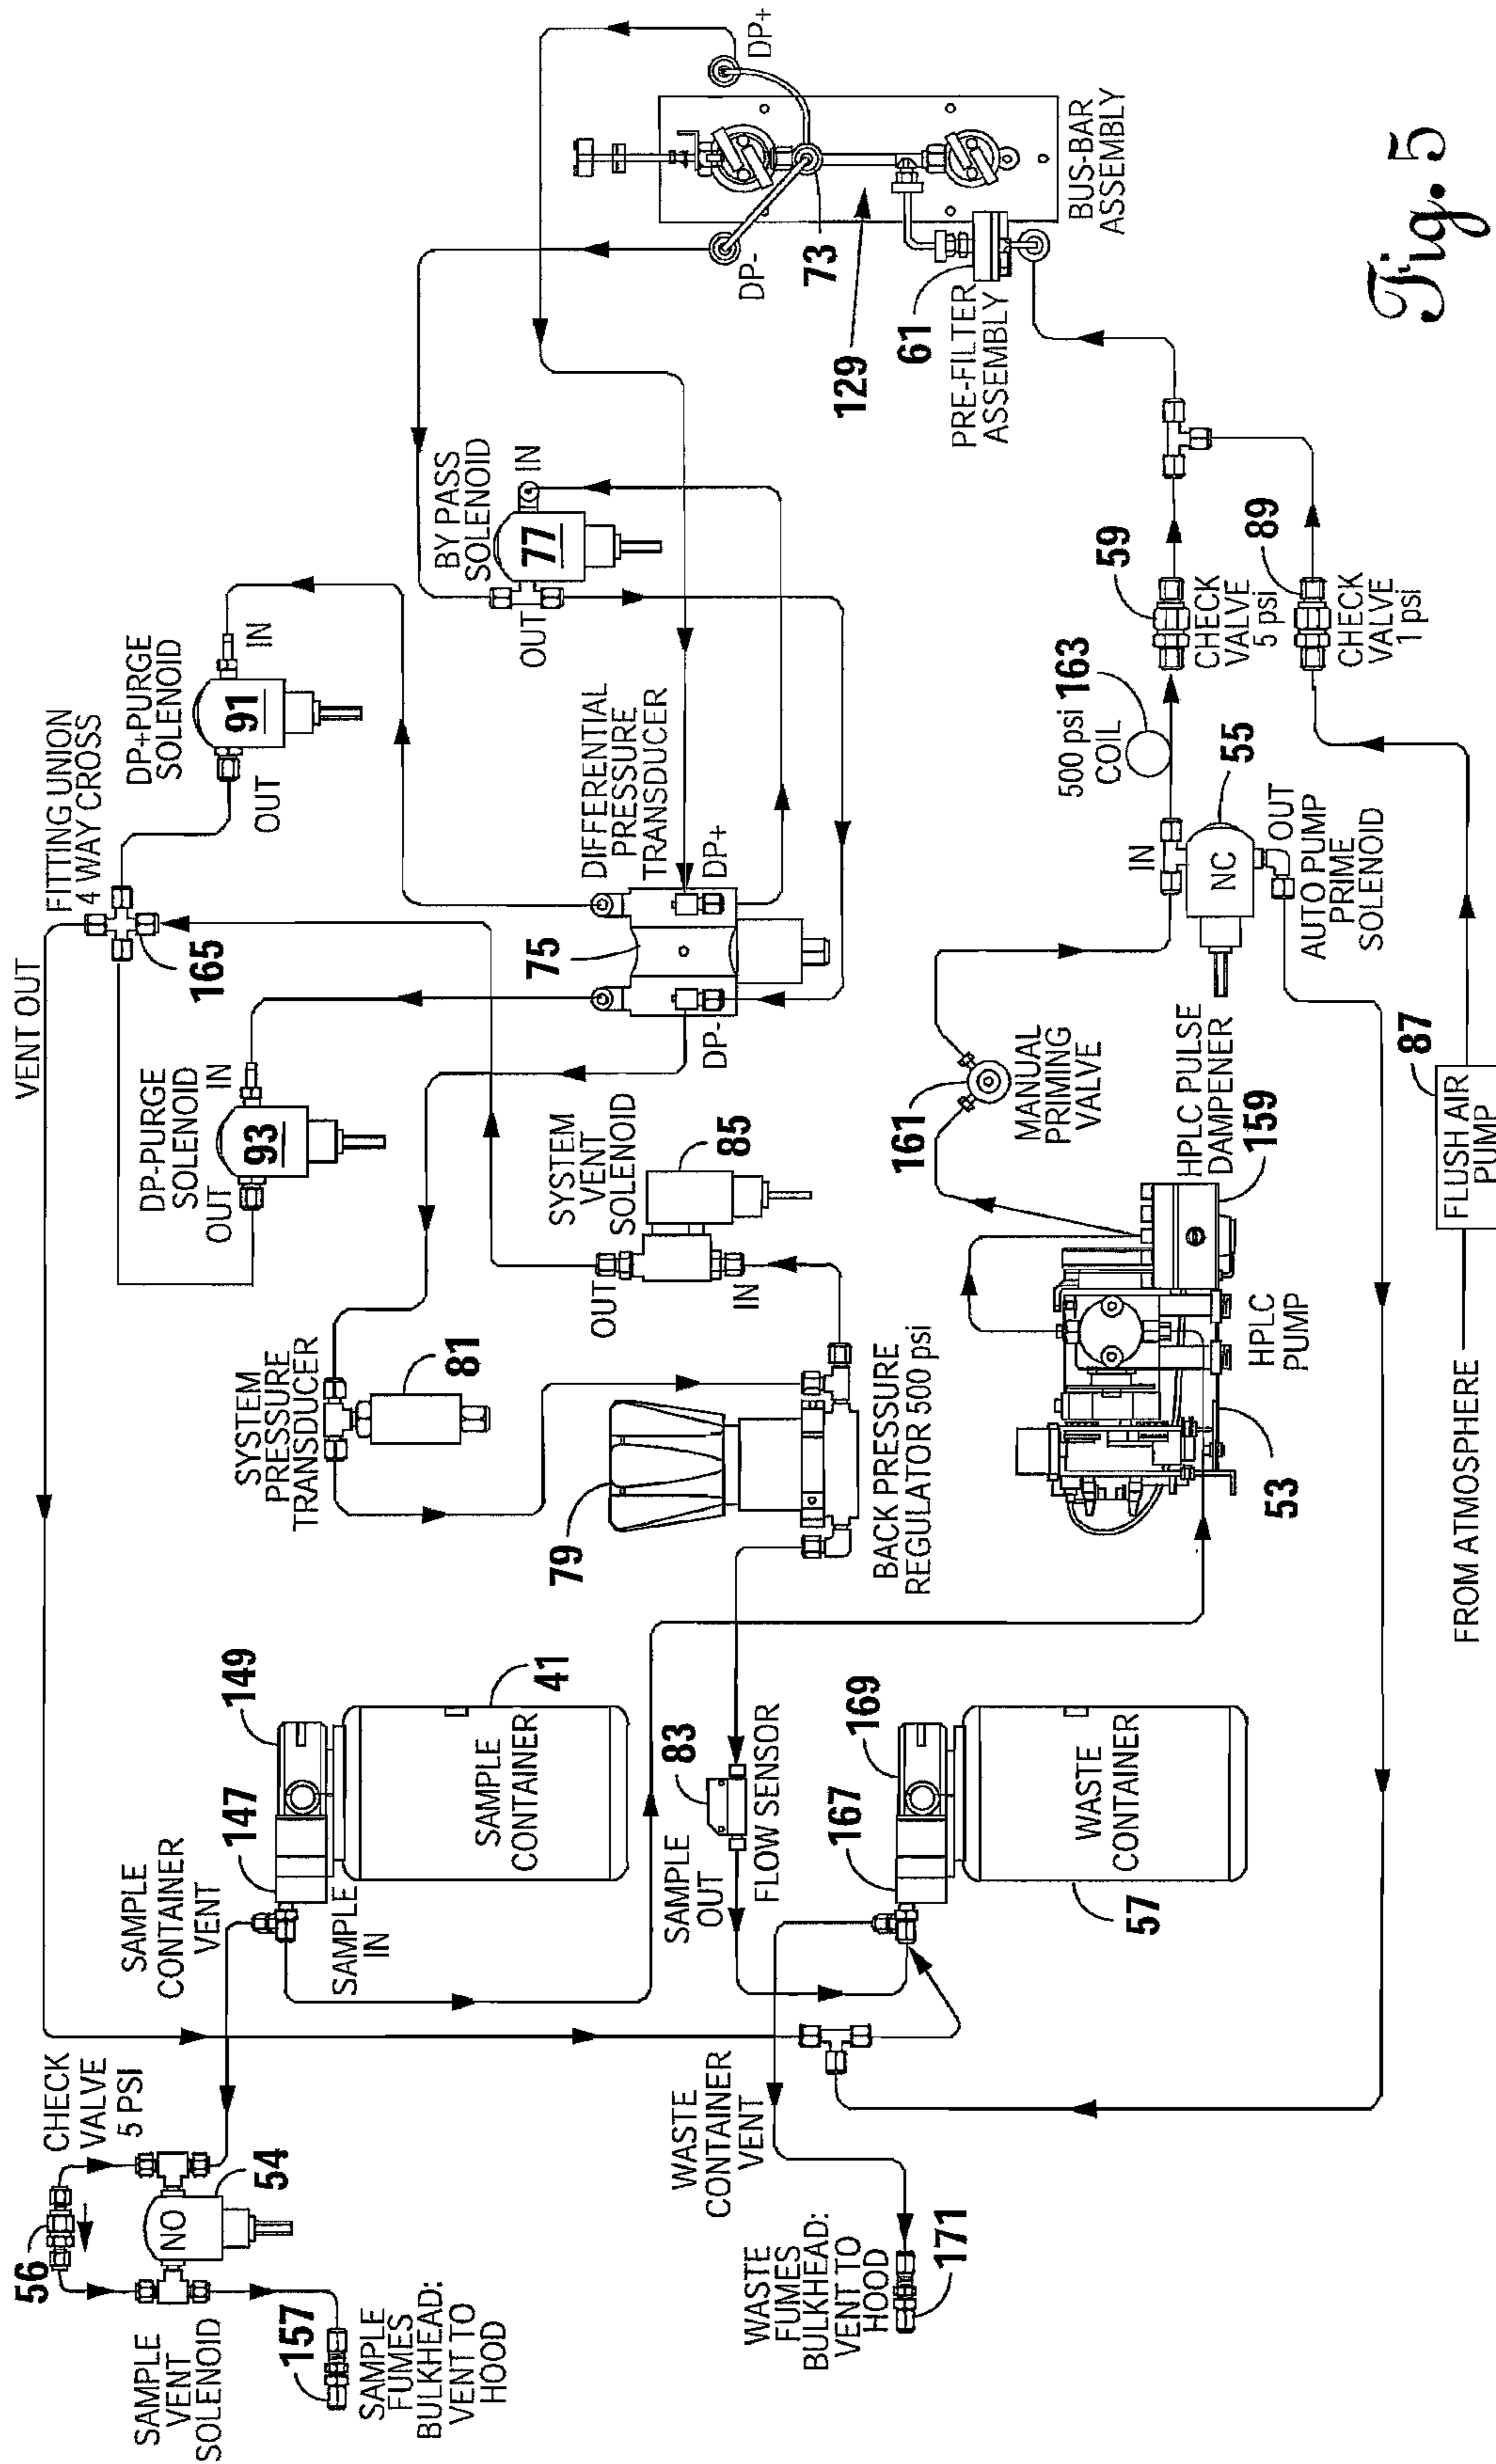 VENT OUT
FITTING UNION
4 WAY CROSS
165
DP+PURGE
SOLENOID
91
IN
OUT
DP-PURGE
SOLENOID
93
IN
OUT
CHECK
VALVE
5 PSI
56
NO
54
SAMPLE
VENT
SOLENOID
157
SAMPLE
FUMES
BULKHEAD:
VENT TO
HOOD
SAMPLE
CONTAINER
VENT
147
149
SAMPLE
IN
SAMPLE
CONTAINER
41
SYSTEM
PRESSURE
TRANSDUCER
81
SYSTEM
VENT
SOLENOID
85
OUT
IN
79
BACK PRESSURE
REGULATOR 500 psi
DIFFERENTIAL
PRESSURE
TRANSDUCER
75
DP+
DP-
BY PASS
SOLENOID
77
IN
OUT
DP+
DP-
73
129
BUS-BAR
ASSEMBLY
61
PRE-FILTER
ASSEMBLY
83
FLOW SENSOR
SAMPLE
OUT
167
169
WASTE
CONTAINER
57
WASTE
CONTAINER
VENT
WASTE
FUMES
BULKHEAD:
VENT TO
HOOD
171
161
MANUAL
PRIMING
VALVE
HPLC PULSE
DAMPENER
159
HPLC
PUMP
53
IN
NC
55
OUT
AUTO PUMP
PRIME
SOLENOID
500 psi
COIL
163
59
CHECK
VALVE
5 psi
89
CHECK
VALVE
1 psi
87
FLUSH AIR
PUMP
FROM ATMOSPHERE
Fig. 5